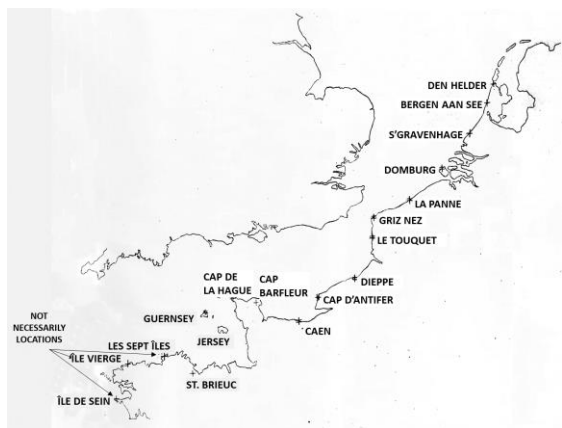 DEN HELDER
BERGEN AAN SEE
S'GRAVENHAGE
DOMBURG
LA PANNE
GRIZ NEZ
LE TOUQUET
DIEPPE
CAP D'ANTIFER
CAP DE
LA HAGUE
CAP
BARFLEUR
CAEN
GUERNSEY
JERSEY
NOT
NECESSARILY
LOCATIONS
LES SEPT ÎLES
ÎLE VIERGE
ST. BRIEUC
ÎLE DE SEIN